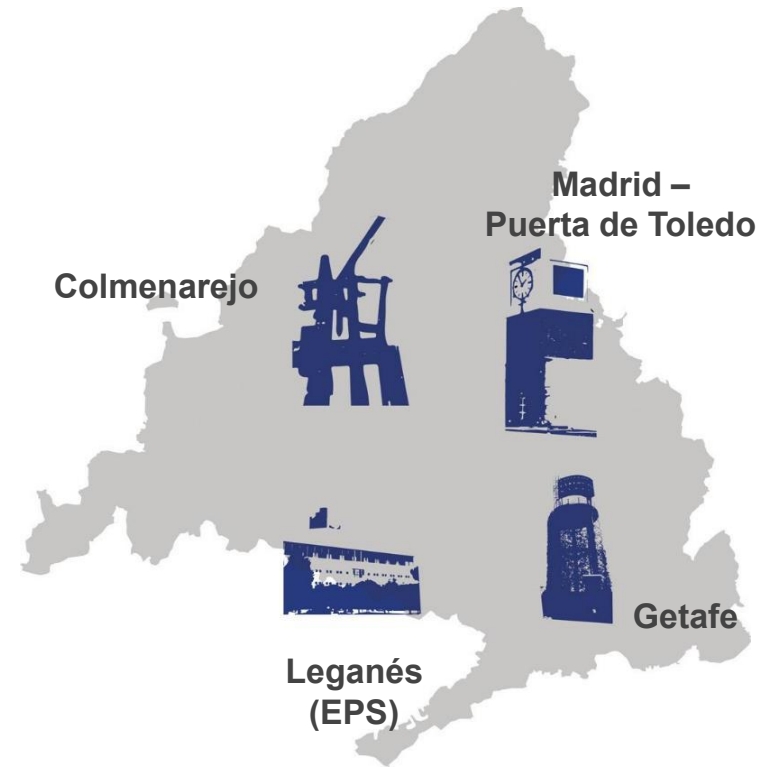 Madrid –
Puerta de Toledo
Colmenarejo
Getafe
Leganés
(EPS)